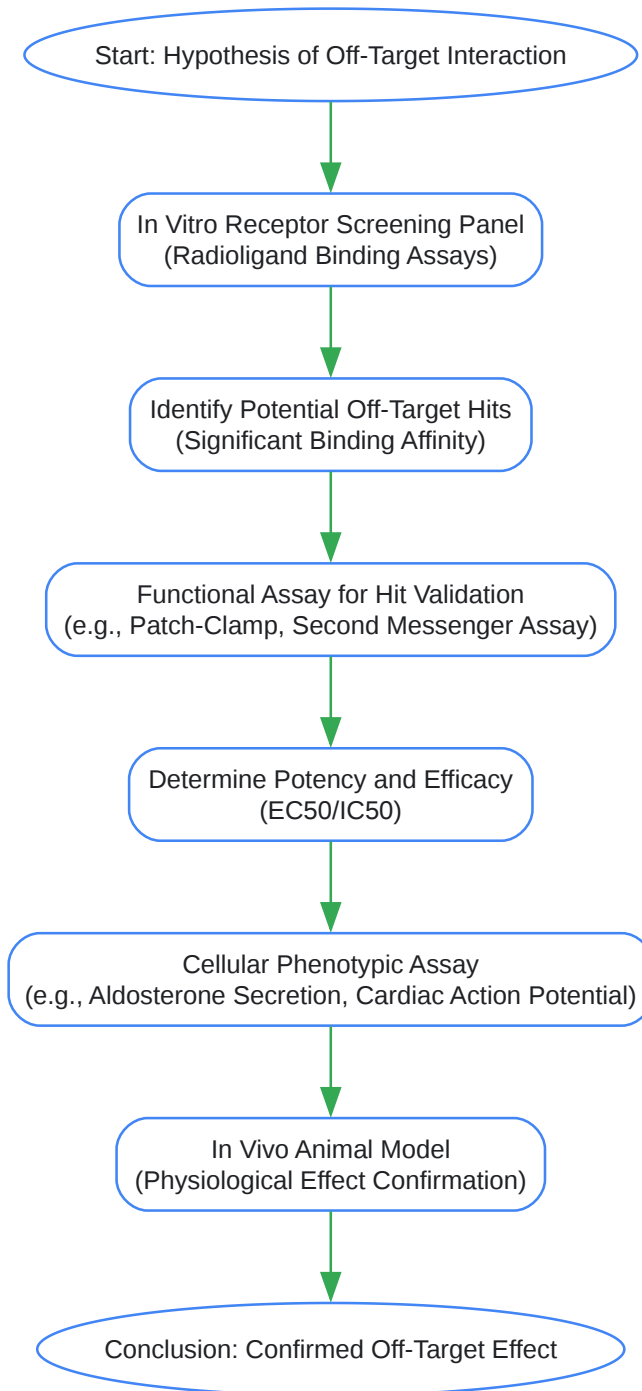 Start: Hypothesis of Off-Target Interaction
In Vitro Receptor Screening Panel
(Radioligand Binding Assays)
Identify Potential Off-Target Hits
(Significant Binding Affinity)
Functional Assay for Hit Validation
(e.g., Patch-Clamp, Second Messenger Assay)
Determine Potency and Efficacy
(EC50/IC50)
Cellular Phenotypic Assay
(e.g., Aldosterone Secretion, Cardiac Action Potential)
In Vivo Animal Model
(Physiological Effect Confirmation)
Conclusion: Confirmed Off-Target Effect